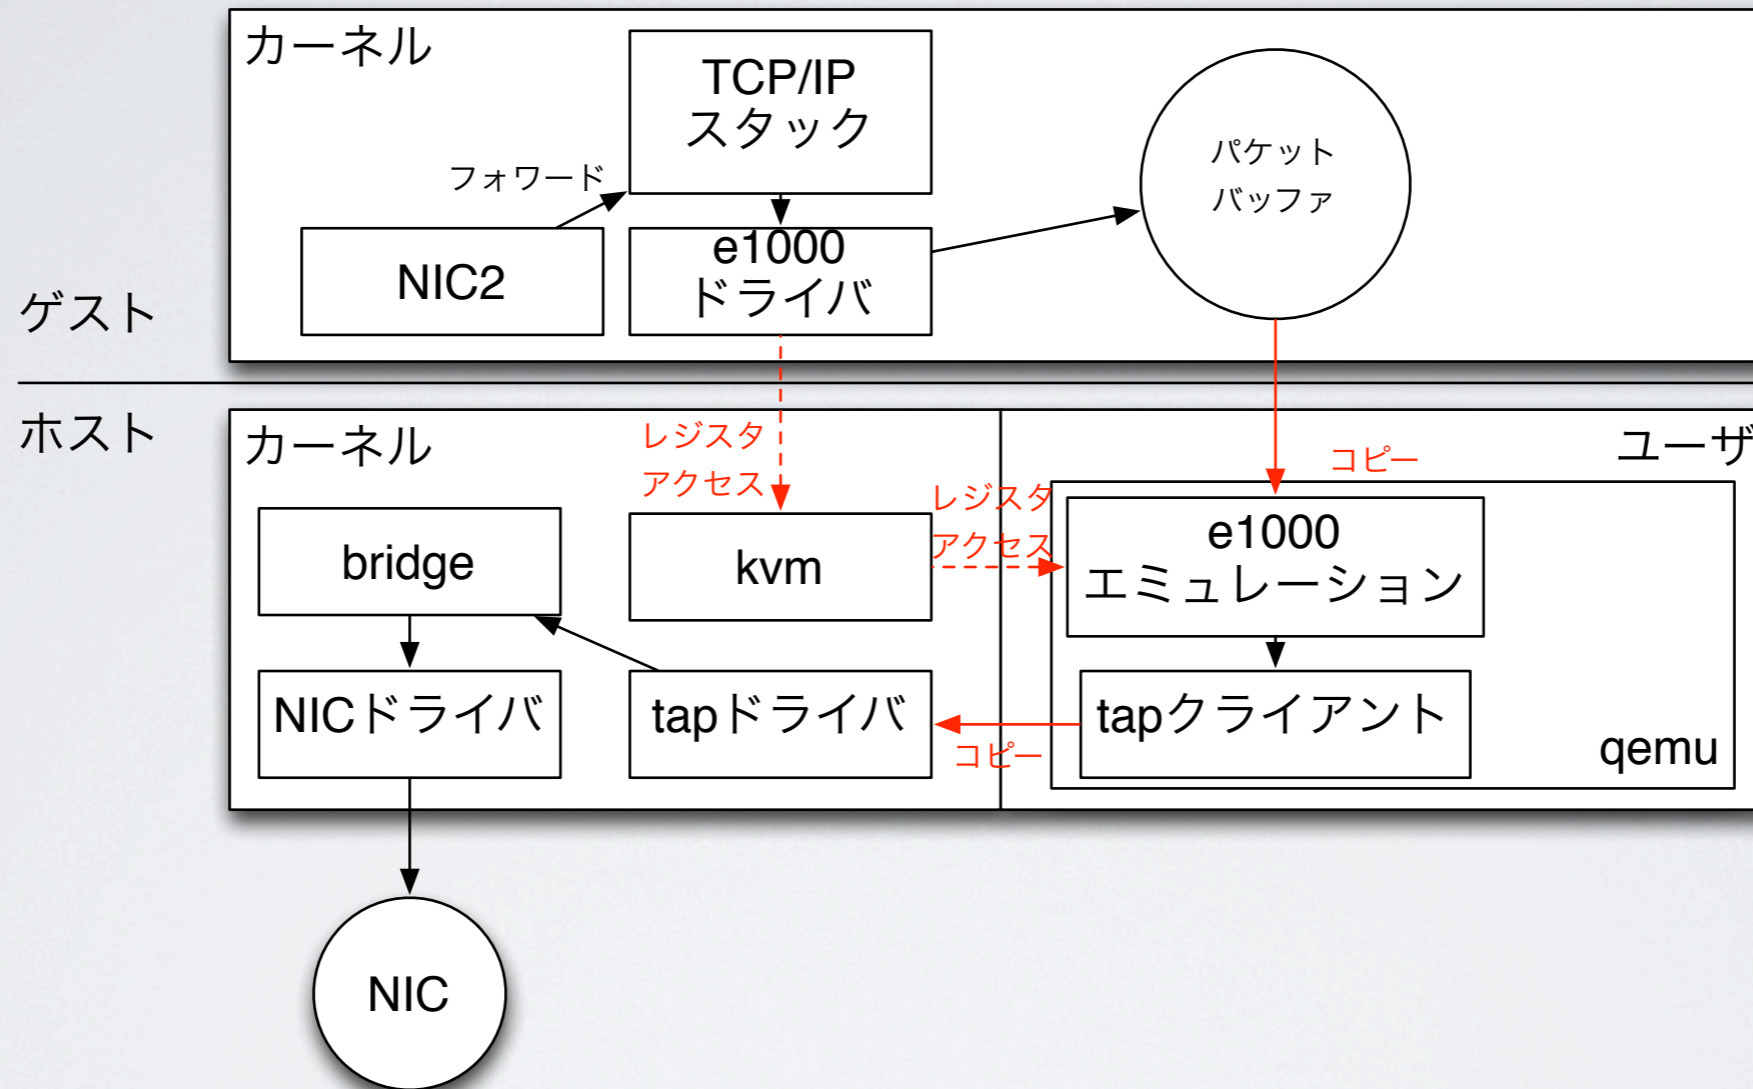 カーネル
TCP/IP
スタック
パケット
バッファ
フォワード
NIC2
e1000
ドライバ
ゲスト
ホスト
カーネル
レジスタ
アクセス
コピー
ユーザ
bridge
kvm
レジスタ
アクセス
e1000
エミュレーション
NICドライバ
tapドライバ
コピー
tapクライアント
qemu
NIC